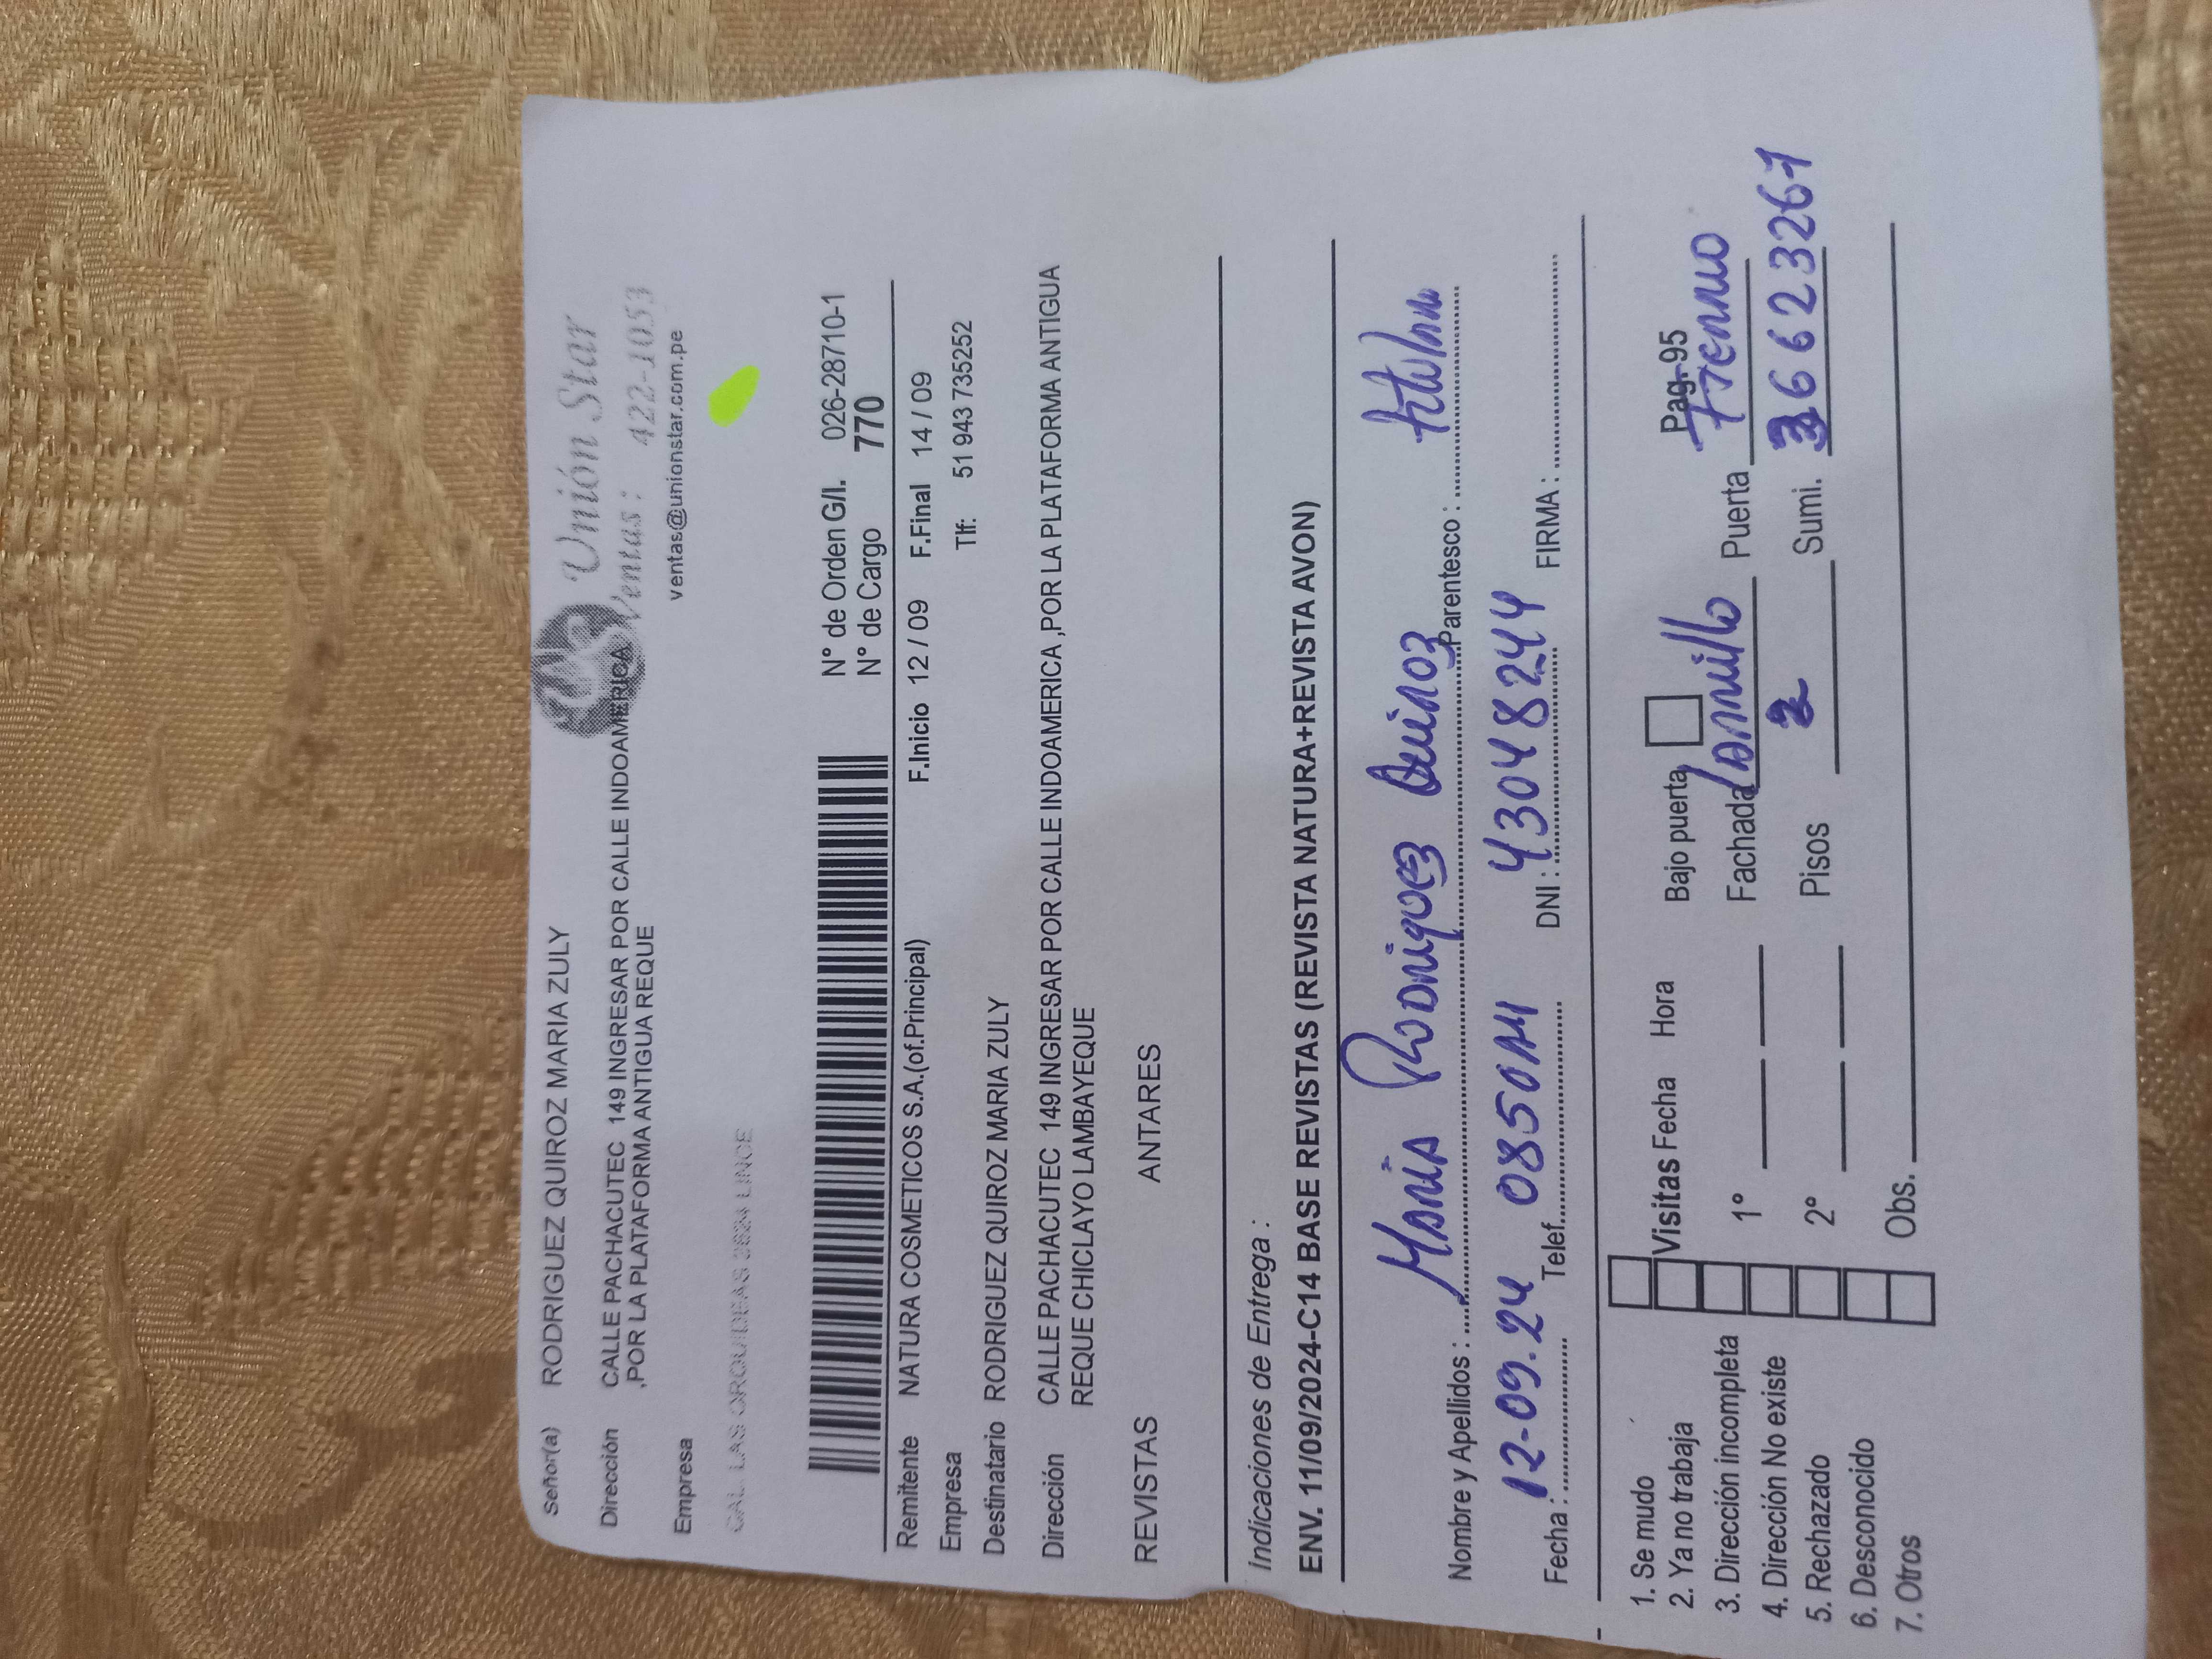 Unión Star
Ventas: 422-1053
ventas@unionstar.com.pe
Señor(a) RODRIGUEZ QUIROZ MARIA ZULY
Dirección CALLE PACHACUTEC 149 INGRESAR POR CALLE INDOAMERICA
,POR LA PLATAFORMA ANTIGUA REQUE
Empresa
CAL. LAS ORQUIDEAS 2624 LINCE
N° de Orden G/I. 026-28710-1
N° de Cargo 770
Remitente NATURA COSMETICOS S.A.(of.Principal) F.Inicio 12 / 09 F.Final 14 / 09
Empresa Tlf: 51 943 735252
Destinatario RODRIGUEZ QUIROZ MARIA ZULY
Dirección CALLE PACHACUTEC 149 INGRESAR POR CALLE INDOAMERICA ,POR LA PLATAFORMA ANTIGUA
REQUE CHICLAYO LAMBAYEQUE
REVISTAS ANTARES
Indicaciones de Entrega :
ENV. 11/09/2024-C14 BASE REVISTAS (REVISTA NATURA+REVISTA AVON)
Nombre y Apellidos : Maria Rodriguez Quiroz Parentesco : titular
Fecha : 12-09.24 Telef. 0850AM DNI : 43048244 FIRMA :
1. Se mudo
2. Ya no trabaja Visitas Fecha Hora Bajo puerta Pag.-95
3. Dirección incompleta 1° Fachada Puerta Fierro
4. Dirección No existe
5. Rechazado 2° Pisos 2 Sumi. 366623267
6. Desconocido
7. Otros Obs.